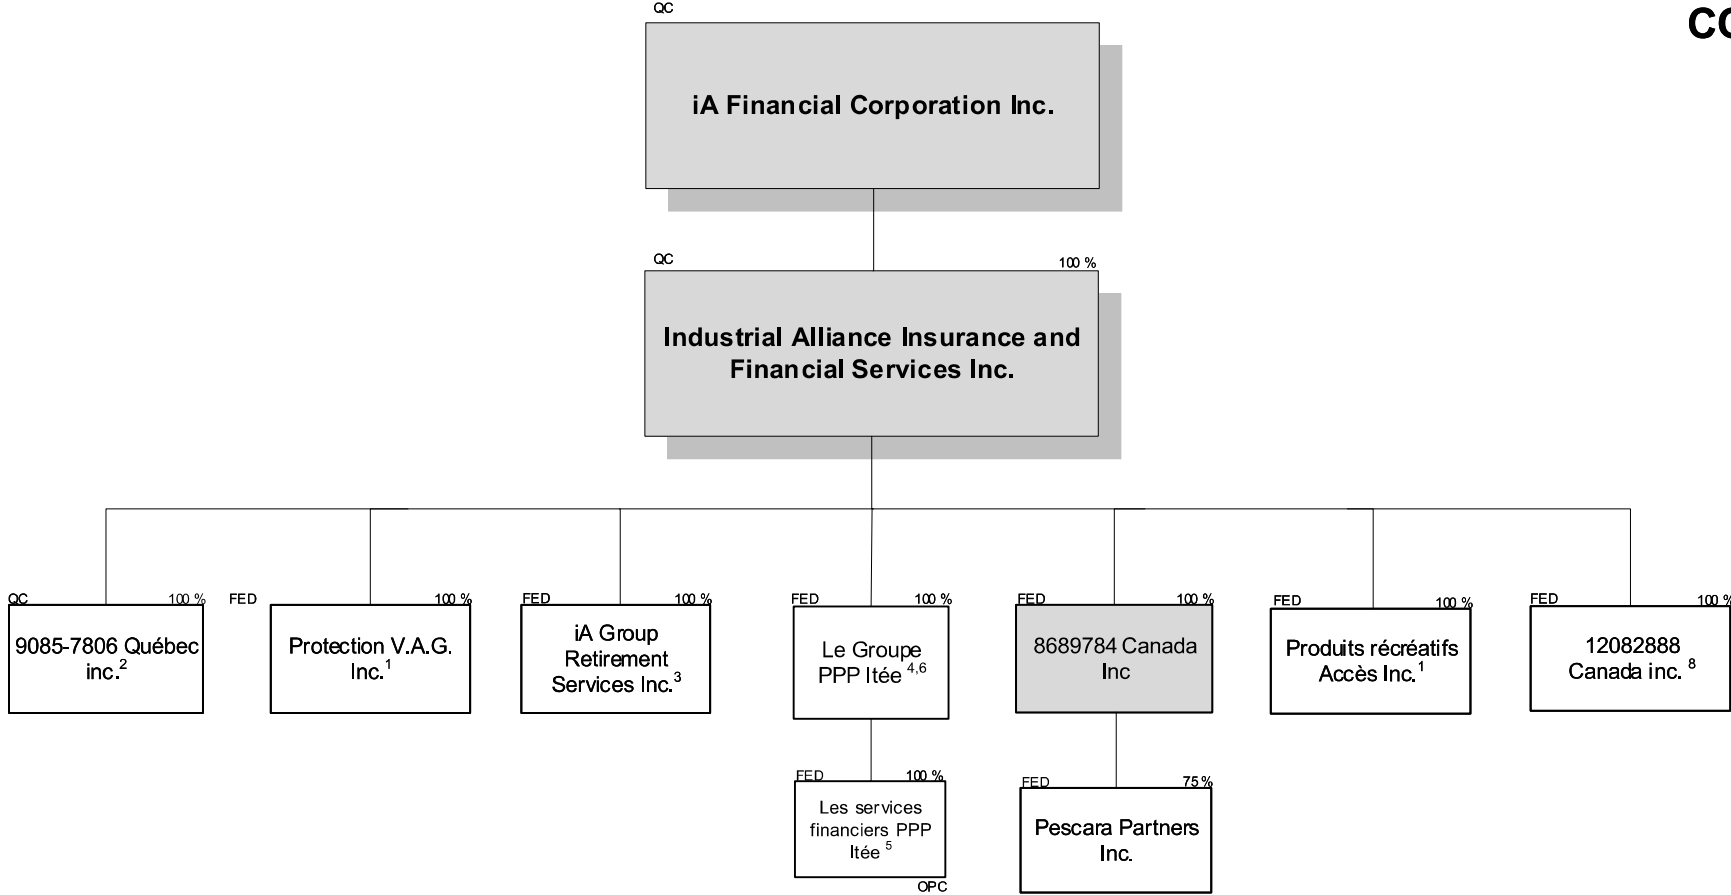 QC
CO
iA Financial Corporation Inc.
QC
100 %
Industrial Alliance Insurance and
Financial Services Inc.
QC
100 %
9085-7806 Québec
inc.2
FED
100 %
Protection V.A.G.
Inc.1
FED
100 %
iA Group
Retirement
Services Inc.3
FED
100 %
Le Groupe
PPP ltée 4,6
FED
100 %
8689784 Canada
Inc
FED
100 %
Produits récréatifs
Accès Inc.1
FED
100 %
12082888
Canada inc. 8
FED
100 %
Les services
financiers PPP
ltée 5
OPC
FED
75 %
Pescara Partners
Inc.